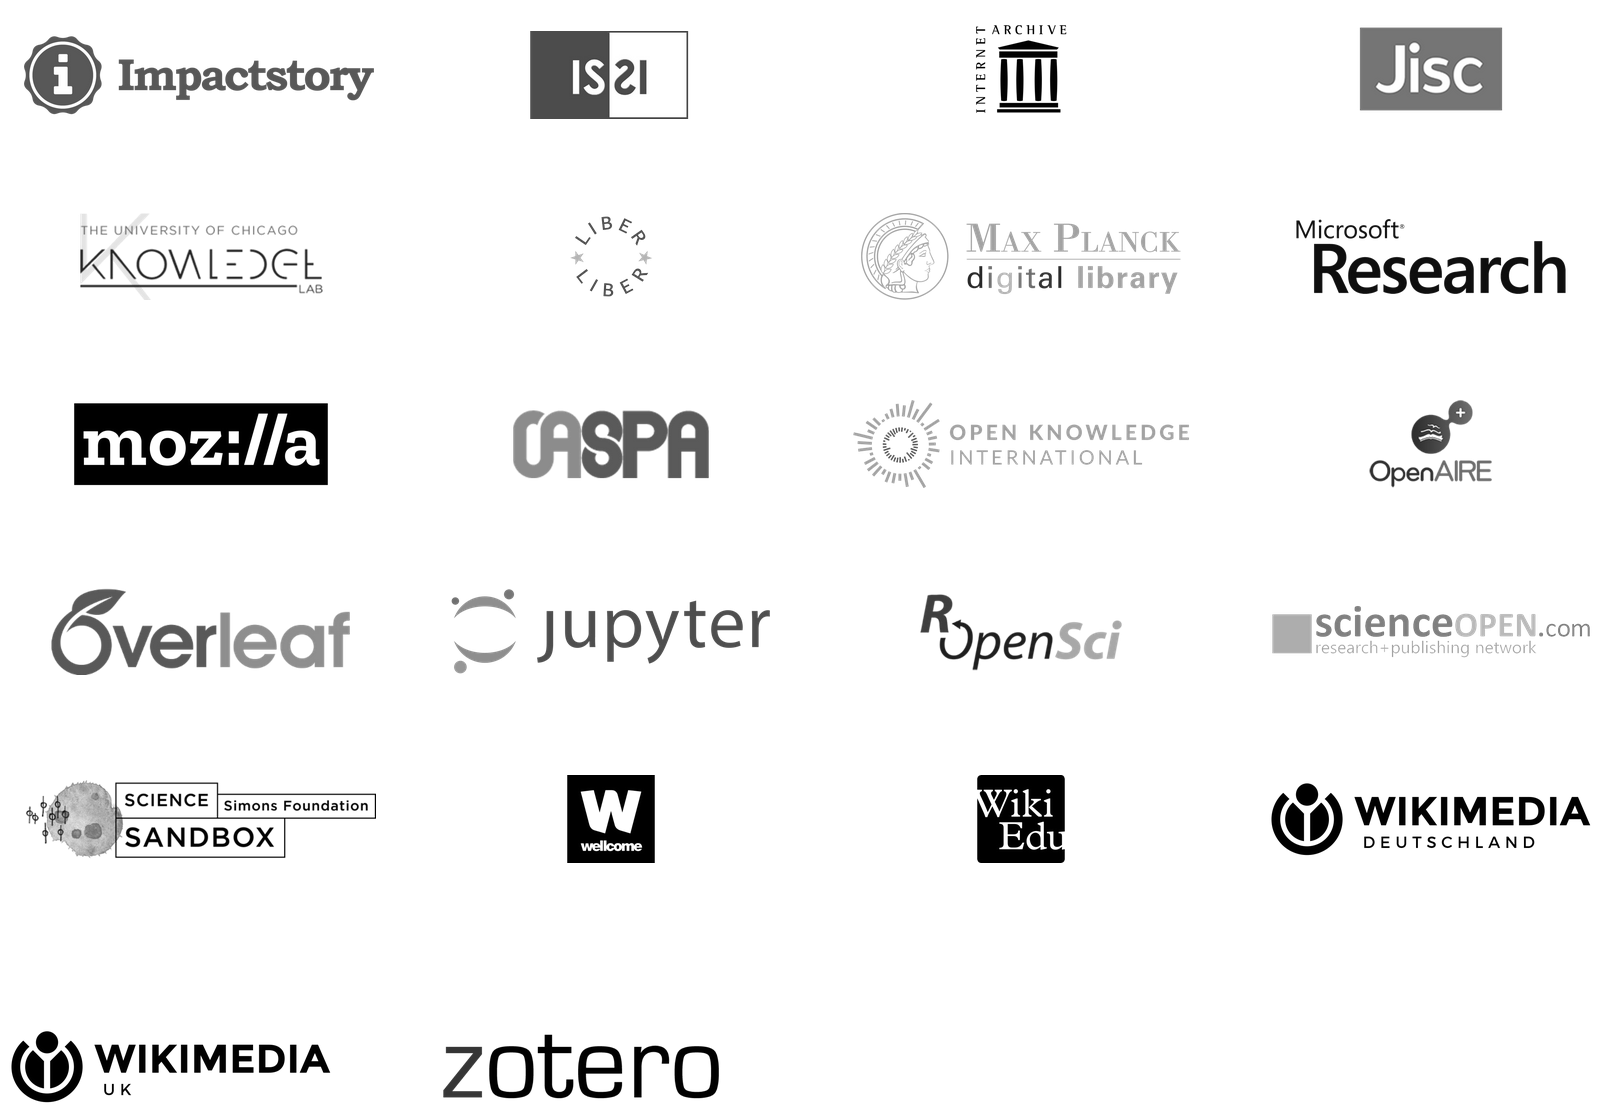 i Impactstory
ISSI
INTERNET ARCHIVE
Jisc
THE UNIVERSITY OF CHICAGO
KNOWLEDGE
LAB
LIBER
LIBER
MAX PLANCK
digital library
Microsoft®
Research
moz://a
OASPA
OPEN KNOWLEDGE
INTERNATIONAL
+
OpenAIRE
Overleaf
jupyter
ROpenSci
scienceOPEN.com
research+publishing network
SCIENCE
Simons Foundation
SANDBOX
W
wellcome
Wiki
Edu
WIKIMEDIA
DEUTSCHLAND
WIKIMEDIA
UK
zotero